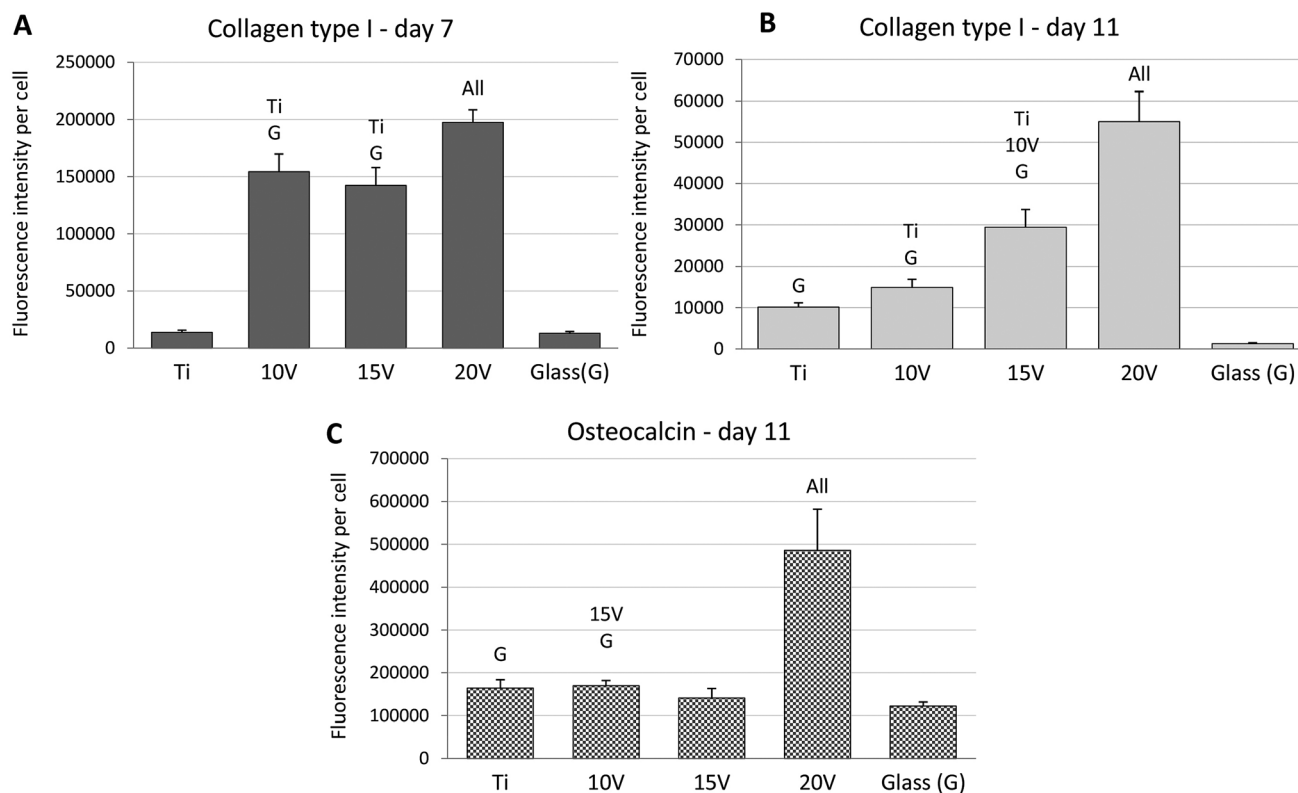 A
Collagen type I - day 7
Fluorescence intensity per cell
250000
200000
150000
100000
50000
0
Ti
G
Ti
G
All
Ti
10V
15V
20V
Glass(G)
B
Collagen type I - day 11
Fluorescence intensity per cell
70000
60000
50000
40000
30000
20000
10000
0
G
Ti
G
Ti
10V
G
All
Ti
10V
15V
20V
Glass (G)
C
Osteocalcin - day 11
Fluorescence intensity per cell
700000
600000
500000
400000
300000
200000
100000
0
G
15V
G
All
Ti
10V
15V
20V
Glass (G)